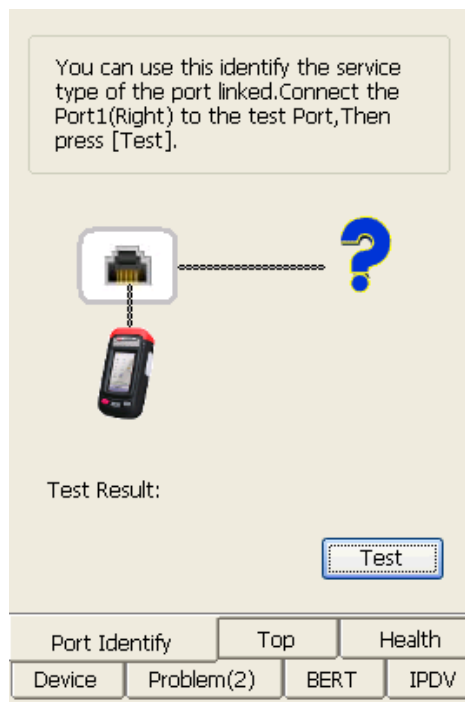 You can use this identify the service
type of the port linked.Connect the
Port1(Right) to the test Port,Then
press [Test].
Test Result:
Test
Port Identify Top Health
Device Problem(2) BERT IPDV